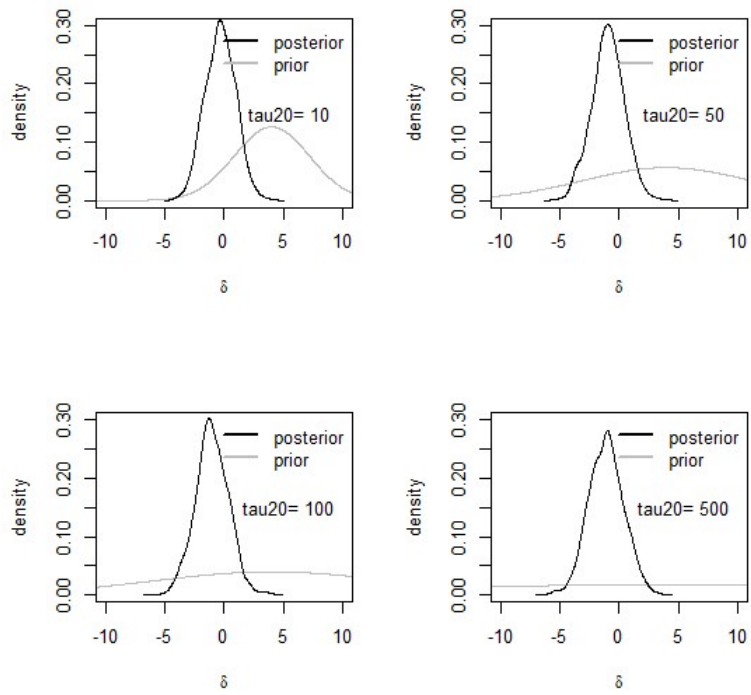 density
0.00 0.10 0.20 0.30
posterior
prior
tau20= 10
-10 -5 0 5 10
δ
density
0.00 0.10 0.20 0.30
posterior
prior
tau20= 50
-10 -5 0 5 10
δ
density
0.00 0.10 0.20 0.30
posterior
prior
tau20= 100
-10 -5 0 5 10
δ
density
0.00 0.10 0.20 0.30
posterior
prior
tau20= 500
-10 -5 0 5 10
δ